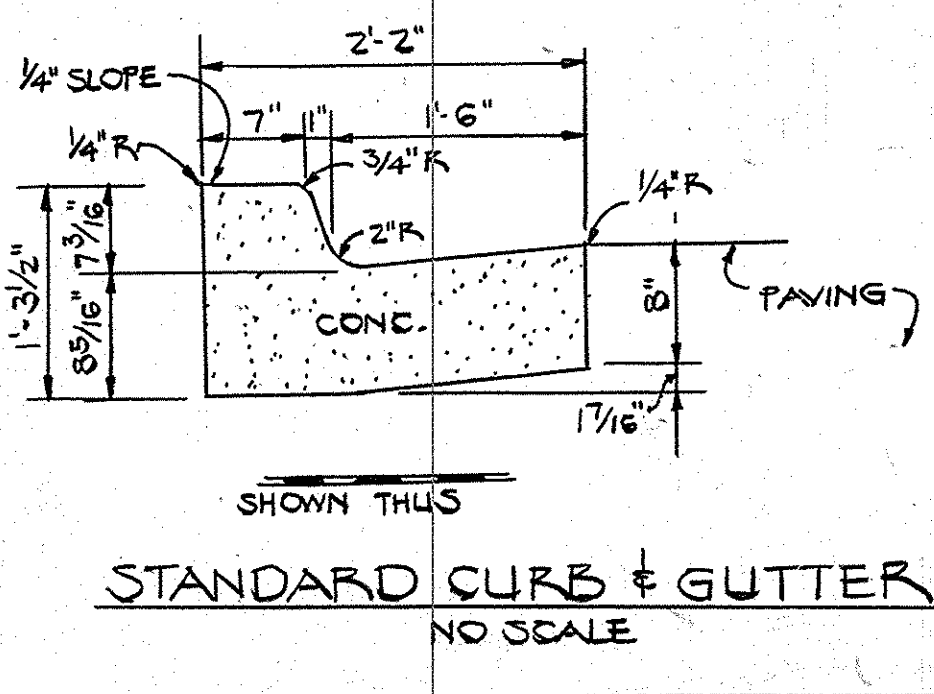 2'-2"
1/4" SLOPE
7"
1"
1'-6"
1/4" R
3/4" R
1/4" R
2" R
1'-3 1/2"
7 3/16"
8 5/16"
8"
PAVING
CONC.
1 7/16"
SHOWN THUS
STANDARD CURB & GUTTER
NO SCALE